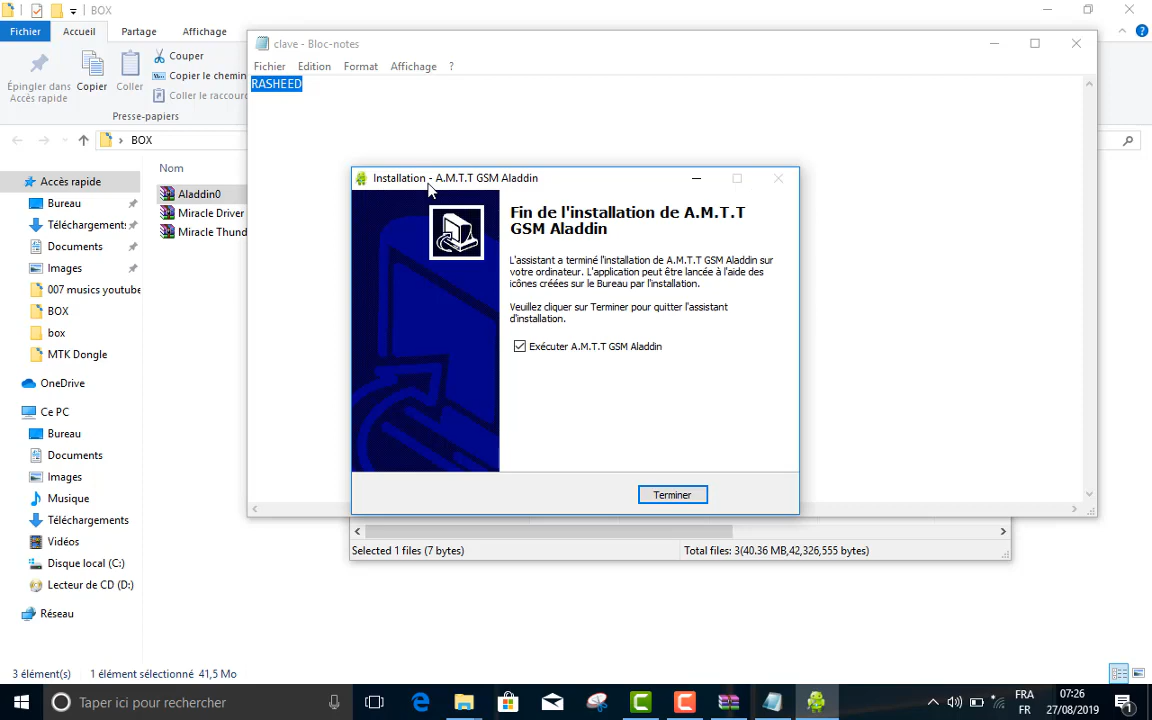 BOX
Fichier
Accueil
Partage
Affichage
Épingler dans
Accès rapide
Copier
Coller
Couper
Copier le chemin
Coller le raccour
Presse-papiers
BOX
Nom
Accès rapide
Bureau
Téléchargement
Documents
Images
007 musics youtube
BOX
box
MTK Dongle
OneDrive
Ce PC
Bureau
Documents
Images
Musique
Téléchargements
Vidéos
Disque local (C:)
Lecteur de CD (D:)
Réseau
Aladdin0
Miracle Driver
Miracle Thund
3 élément(s)
1 élément sélectionné 41,5 Mo
clave - Bloc-notes
Fichier Edition Format Affichage ?
RASHEED
Installation - A.M.T.T GSM Aladdin
Fin de l'installation de A.M.T.T
GSM Aladdin
L'assistant a terminé l'installation de A.M.T.T GSM Aladdin sur
votre ordinateur. L'application peut être lancée à l'aide des
icônes créées sur le Bureau par l'installation.
Veuillez cliquer sur Terminer pour quitter l'assistant
d'installation.
Exécuter A.M.T.T GSM Aladdin
Terminer
Selected 1 files (7 bytes)
Total files: 3(40.36 MB,42,326,555 bytes)
Taper ici pour rechercher
FRA
FR
07:26
27/08/2019
1